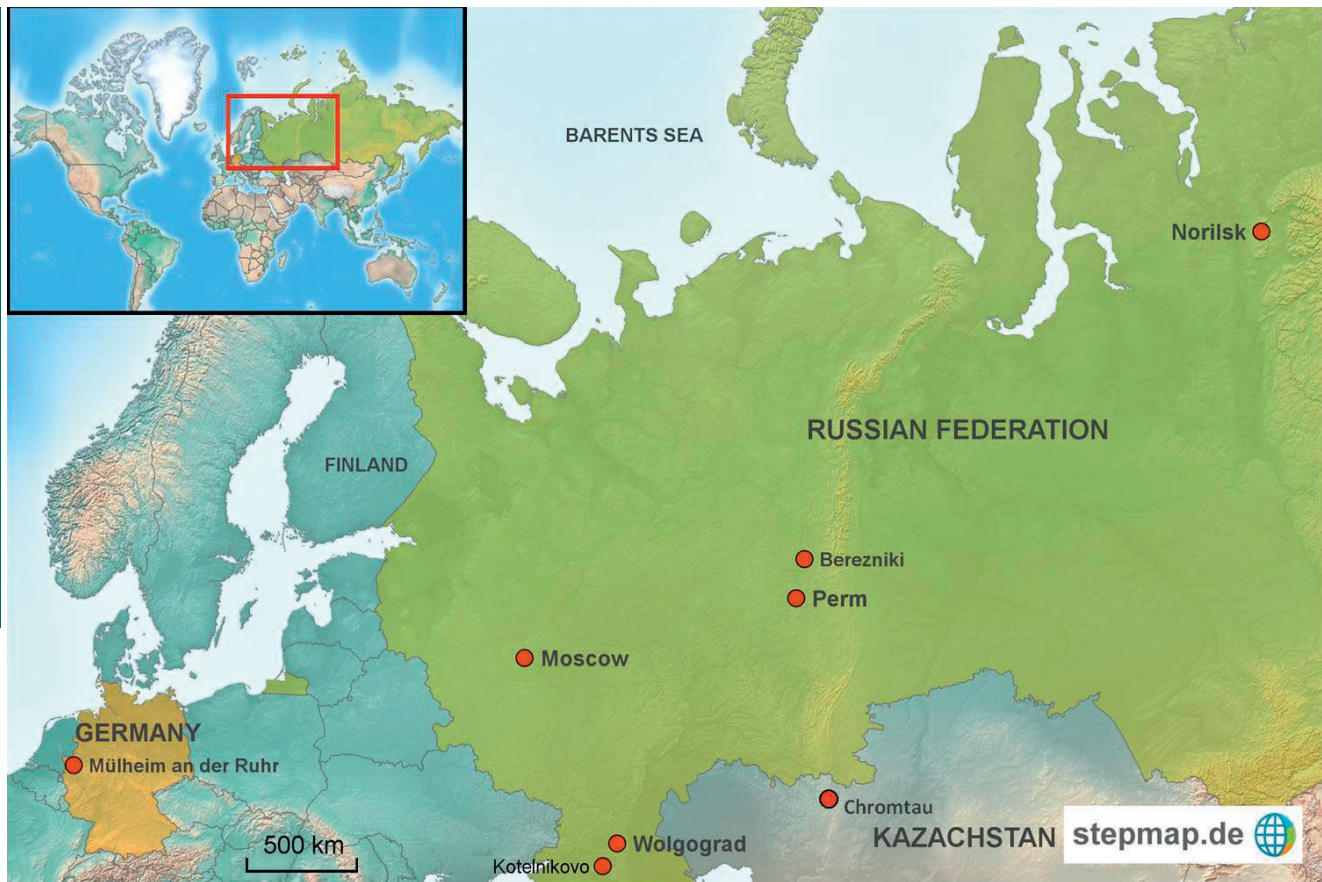 BARENTS SEA
Norilsk
RUSSIAN FEDERATION
FINLAND
Berezniki
Perm
Moscow
GERMANY
Mülheim an der Ruhr
Chromtau
KAZACHSTAN
stepmap.de
500 km
Wolgograd
Kotelnikovo